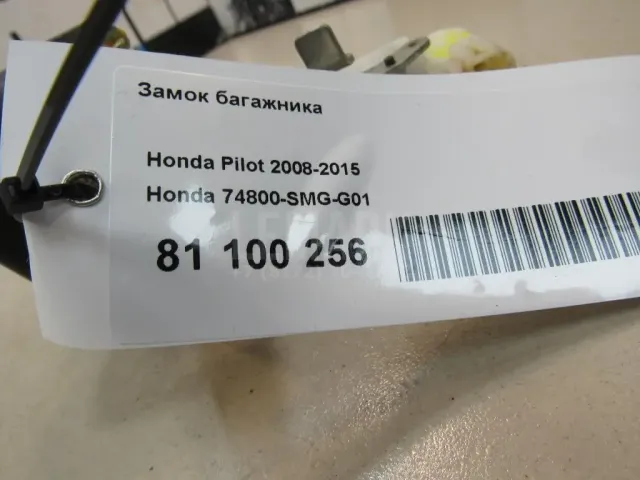 Замок багажника
Honda Pilot 2008-2015
Honda 74800-SMG-G01
81 100 256